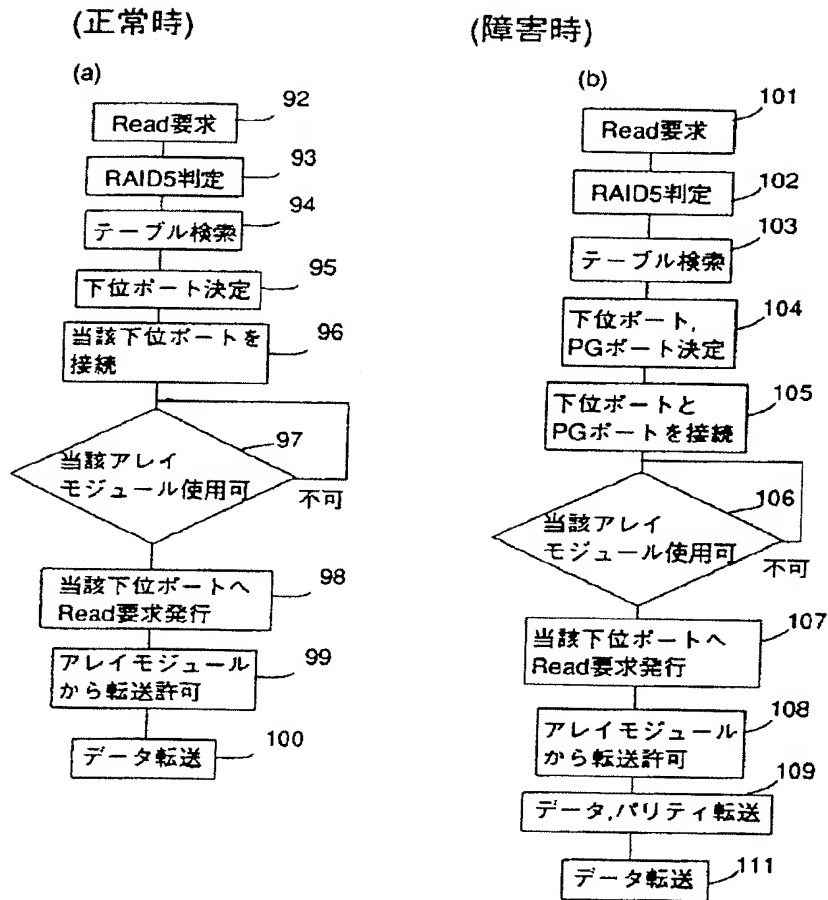 (正常時)
(a)
92
Read要求
93
RAID5判定
94
テーブル検索
95
下位ポート決定
96
当該下位ポートを
接続
97
当該アレイ
モジュール使用可
不可
98
当該下位ポートへ
Read要求発行
99
アレイモジュール
から転送許可
100
データ転送
(障害時)
(b)
101
Read要求
102
RAID5判定
103
テーブル検索
104
下位ポート,
PGポート決定
105
下位ポートと
PGポートを接続
106
当該アレイ
モジュール使用可
不可
107
当該下位ポートへ
Read要求発行
108
アレイモジュール
から転送許可
109
データ,パリティ転送
111
データ転送